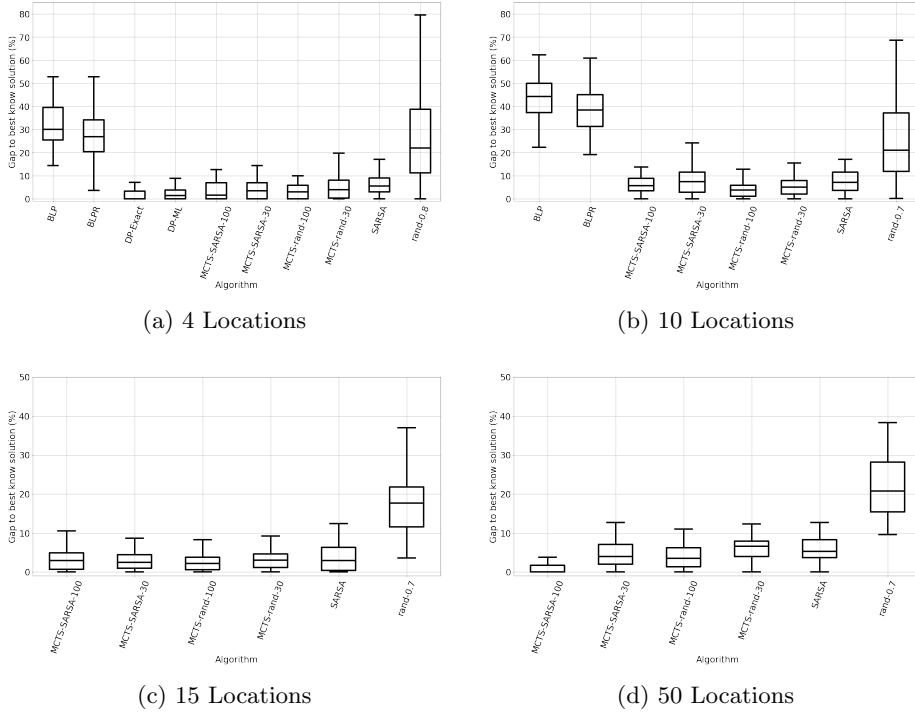 Gap to best know solution (%)
80
70
60
50
40
30
20
10
0
BLP
BLPR
DP-Exact
DP-ML
MCTS-SARSA-100
MCTS-SARSA-30
MCTS-rand-100
MCTS-rand-30
SARSA
rand-0.8
Algorithm
(a) 4 Locations
Gap to best know solution (%)
80
70
60
50
40
30
20
10
0
BLP
BLPR
MCTS-SARSA-100
MCTS-SARSA-30
MCTS-rand-100
MCTS-rand-30
SARSA
rand-0.7
Algorithm
(b) 10 Locations
Gap to best know solution (%)
50
40
30
20
10
0
MCTS-SARSA-100
MCTS-SARSA-30
MCTS-rand-100
MCTS-rand-30
SARSA
rand-0.7
Algorithm
(c) 15 Locations
Gap to best know solution (%)
50
40
30
20
10
0
MCTS-SARSA-100
MCTS-SARSA-30
MCTS-rand-100
MCTS-rand-30
SARSA
rand-0.7
Algorithm
(d) 50 Locations